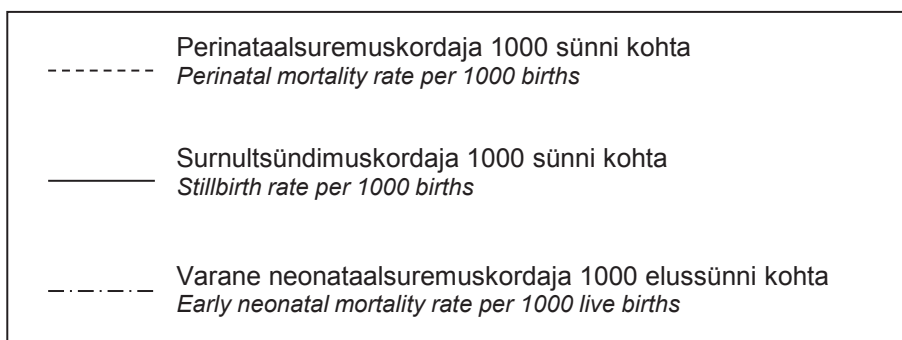 Perinataalsuremuskordaja 1000 sünni kohta
Perinatal mortality rate per 1000 births
Surnultsündimuskordaja 1000 sünni kohta
Stillbirth rate per 1000 births
Varane neonataalsuremuskordaja 1000 elussünni kohta
Early neonatal mortality rate per 1000 live births